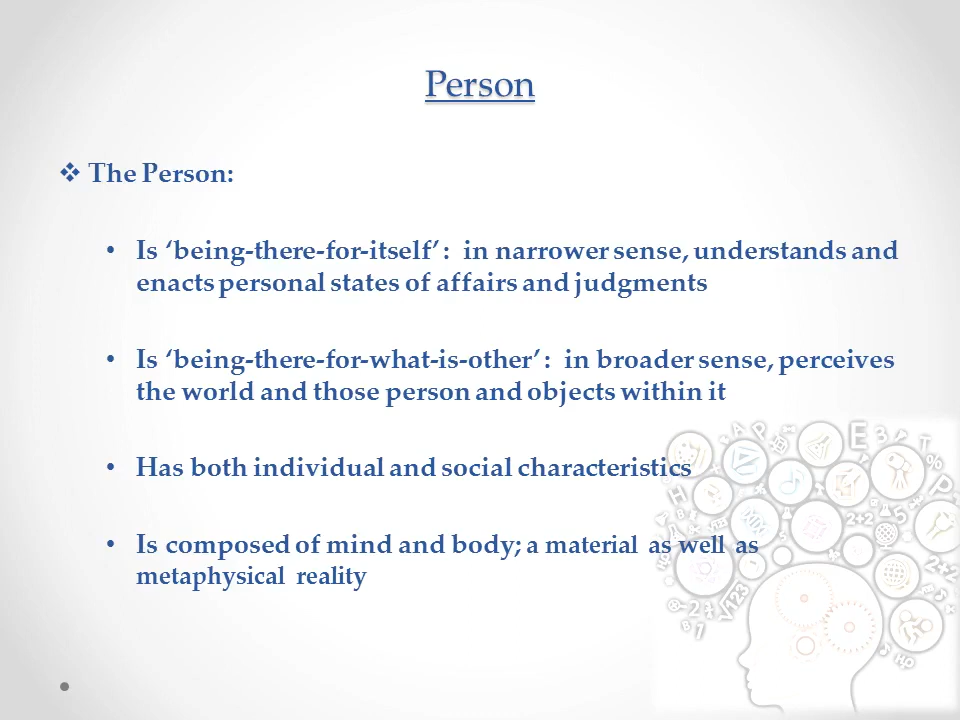 Person
❖ The Person:
• Is ‘being-there-for-itself’ : in narrower sense, understands and
enacts personal states of affairs and judgments
• Is ‘being-there-for-what-is-other’ : in broader sense, perceives
the world and those person and objects within it
• Has both individual and social characteristics
• Is composed of mind and body; a material as well as
metaphysical reality